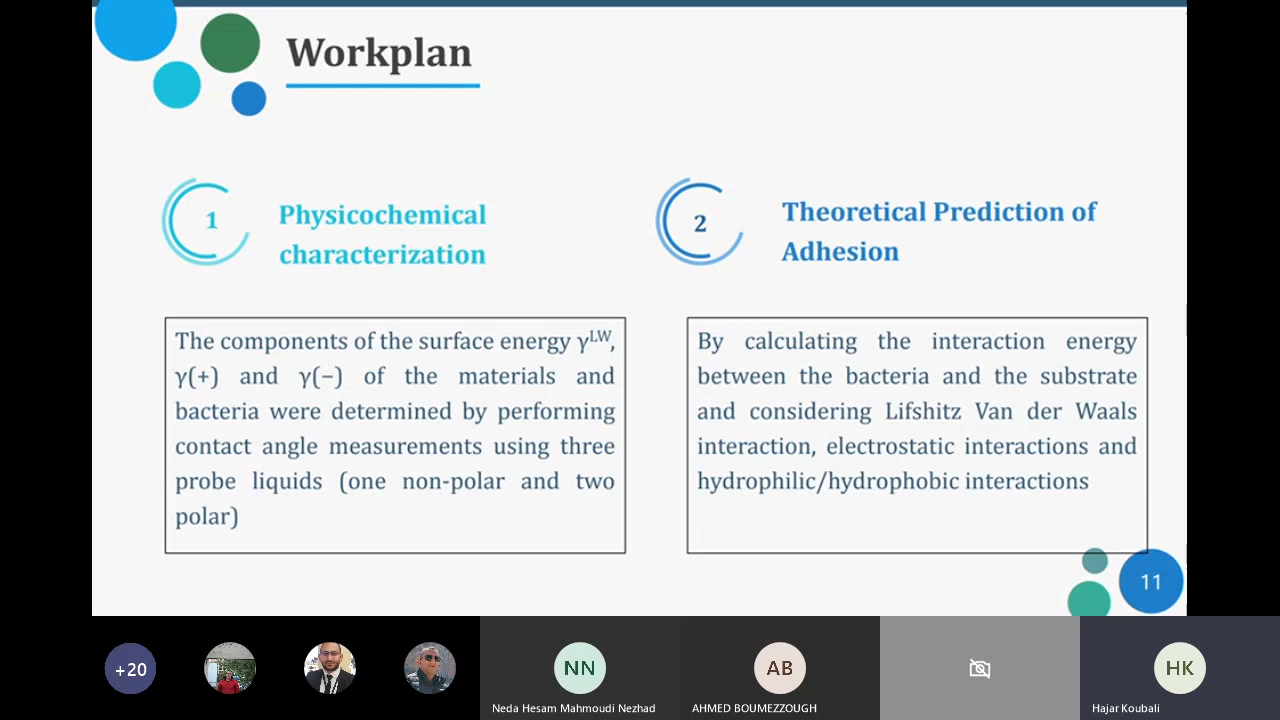 Workplan
1
Physicochemical
characterization
2
Theoretical Prediction of
Adhesion
The components of the surface energy γᴸᵂ,
γ(+) and γ(−) of the materials and
bacteria were determined by performing
contact angle measurements using three
probe liquids (one non-polar and two
polar)
By calculating the interaction energy
between the bacteria and the substrate
and considering Lifshitz Van der Waals
interaction, electrostatic interactions and
hydrophilic/hydrophobic interactions
11
+20
NN
Neda Hesam Mahmoudi Nezhad
AB
AHMED BOUMEZZOUGH
HK
Hajar Koubali